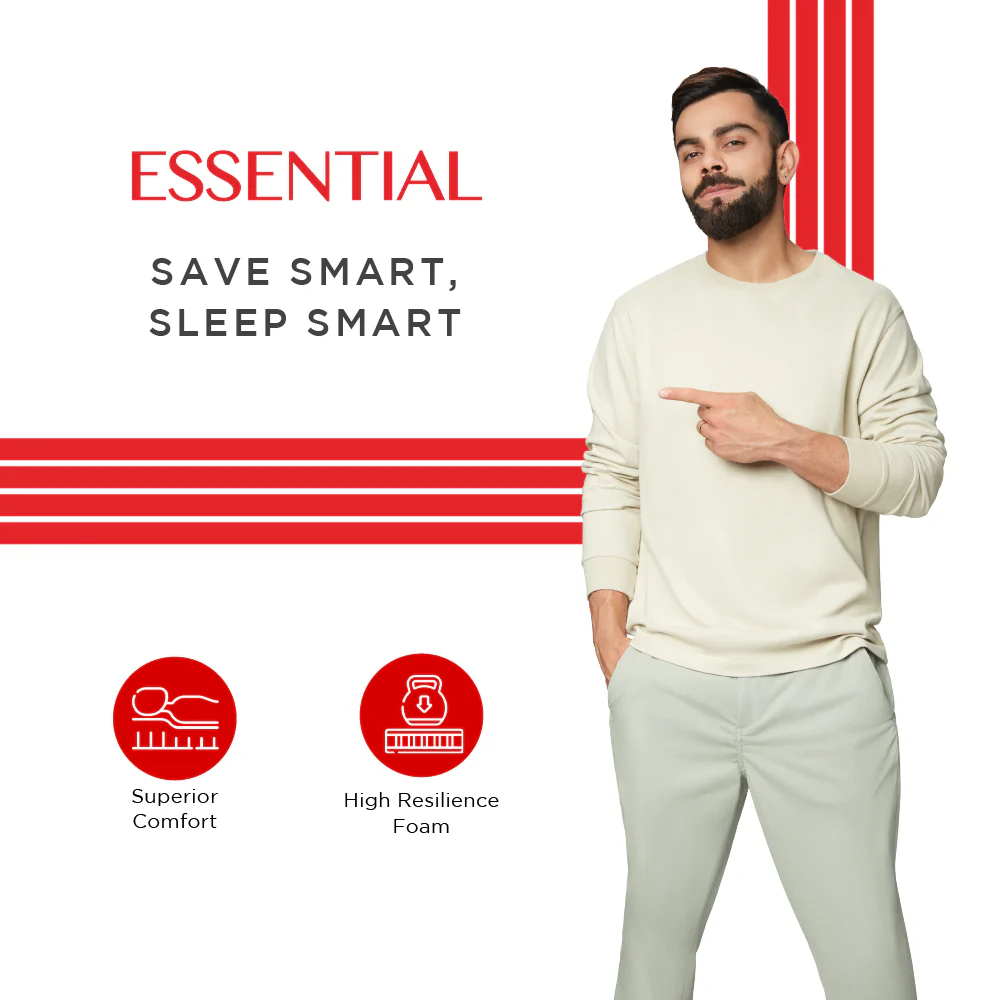 ESSENTIAL
SAVE SMART,
SLEEP SMART
Superior
Comfort
High Resilience
Foam